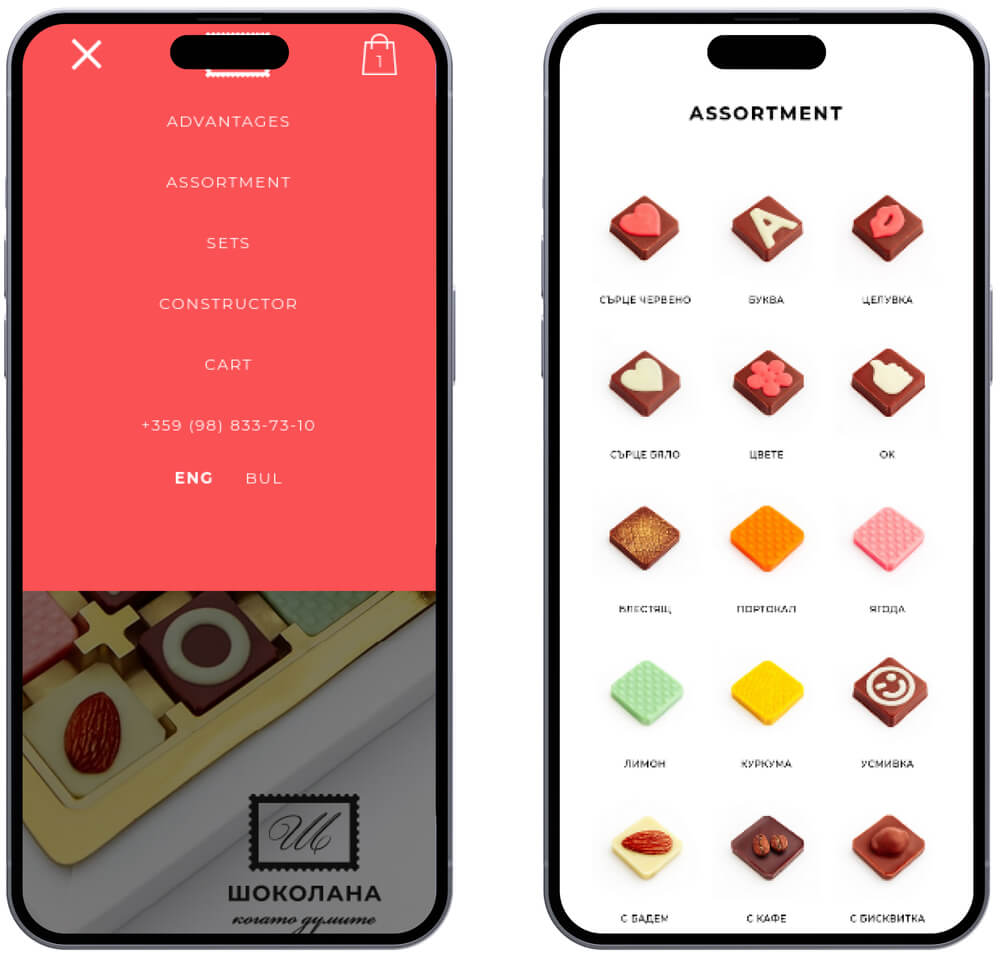 1
ADVANTAGES
ASSORTMENT
SETS
CONSTRUCTOR
CART
+359 (98) 833-73-10
ENG BUL
Ш
ШОКОЛАНА
когато думите
ASSORTMENT
СЪРЦЕ ЧЕРВЕНО БУКВА ЦЕЛУВКА
A
СЪРЦЕ БЯЛО ЦВЕТЕ ОК
БЛЕСТЯЩ ПОРТОКАЛ ЯГОДА
ЛИМОН КУРКУМА УСМИВКА
С БАДЕМ С КАФЕ С БИСКВИТКА